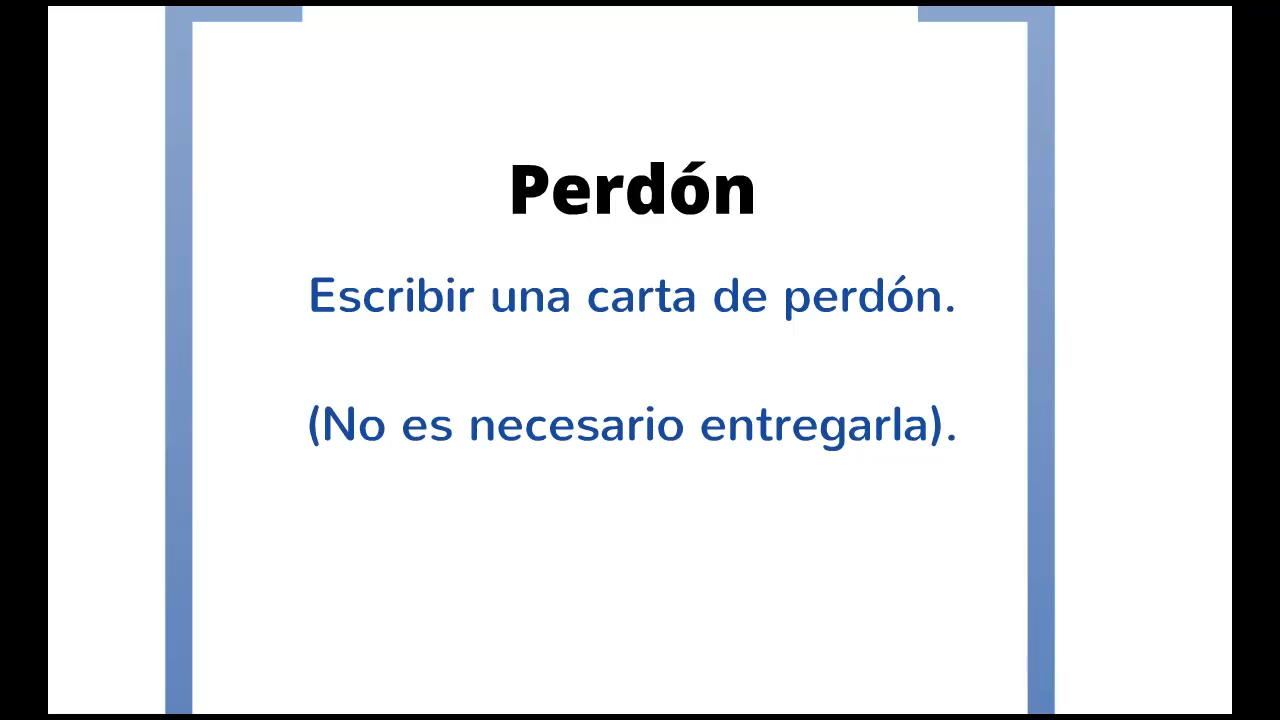 Perdón
Escribir una carta de perdón.
(No es necesario entregarla).